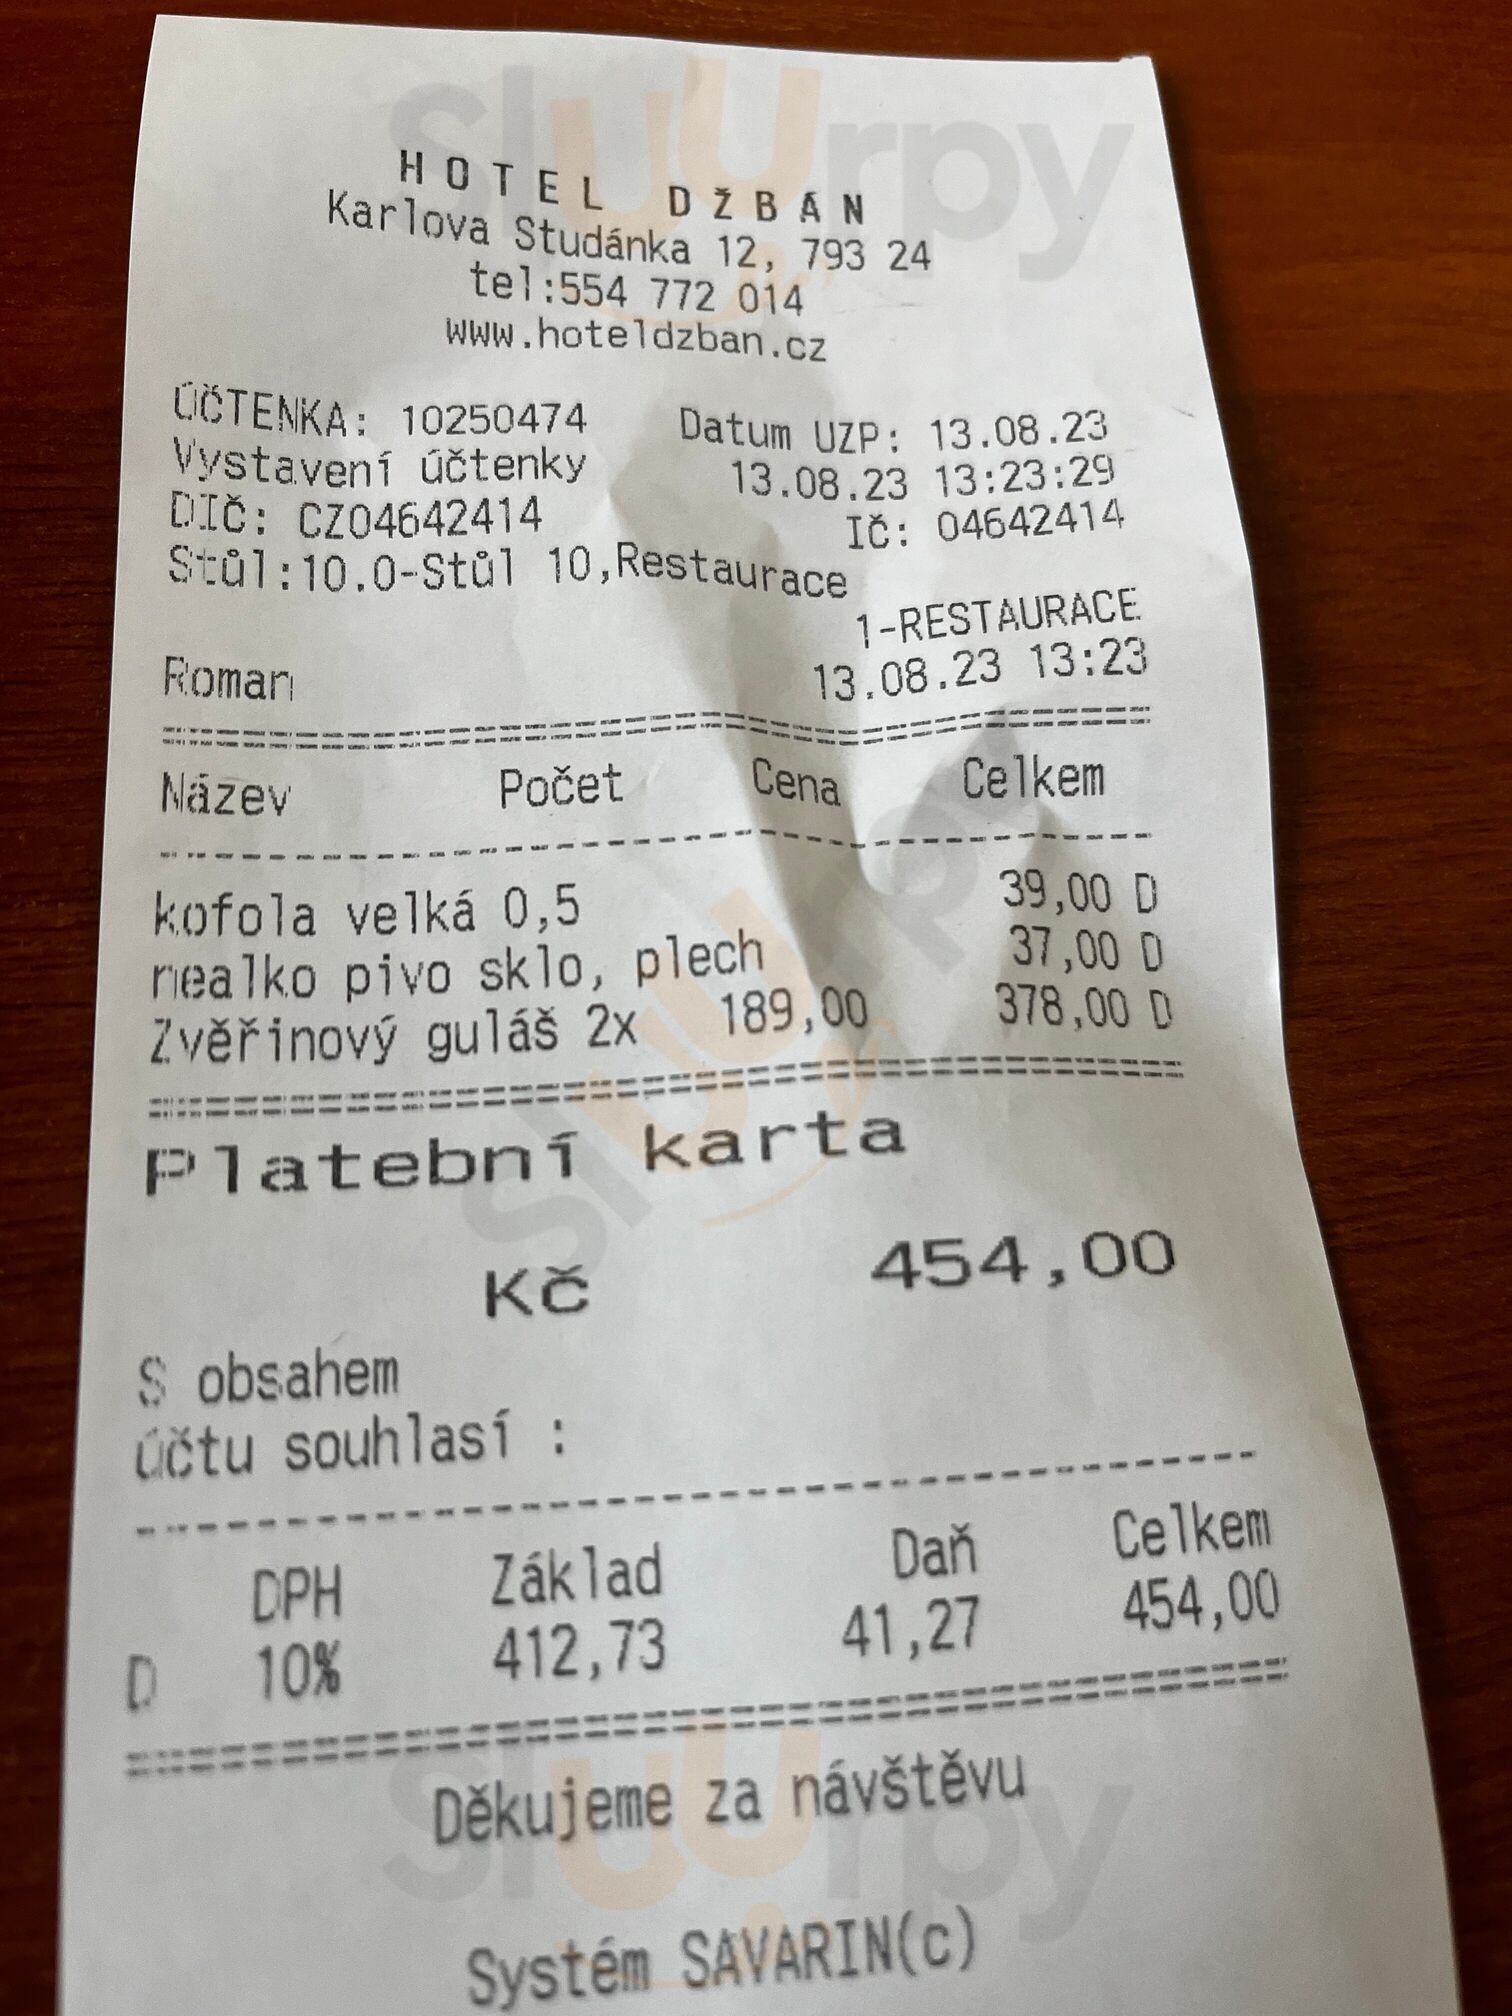 HOTEL DŽBÁN
Karlova Studánka 12, 793 24
tel:554 772 014
www.hoteldzban.cz
ÚČTENKA: 10250474 Datum UZP: 13.08.23
Vystavení účtenky 13.08.23 13:23:29
DIČ: CZ04642414 IČ: 04642414
Stůl:10.0-Stůl 10,Restaurace
1-RESTAURACE
Roman 13.08.23 13:23
Název Počet Cena Celkem
kofola velká 0,5 39,00 D
nealko pivo sklo, plech 37,00 D
Zvěřinový guláš 2x 189,00 378,00 D
Platební karta
Kč 454,00
S obsahem
účtu souhlasí :
DPH Základ Daň Celkem
D 10% 412,73 41,27 454,00
Děkujeme za návštěvu
Systém SAVARIN(c)
sluurpy
sluurpy
sluurpy